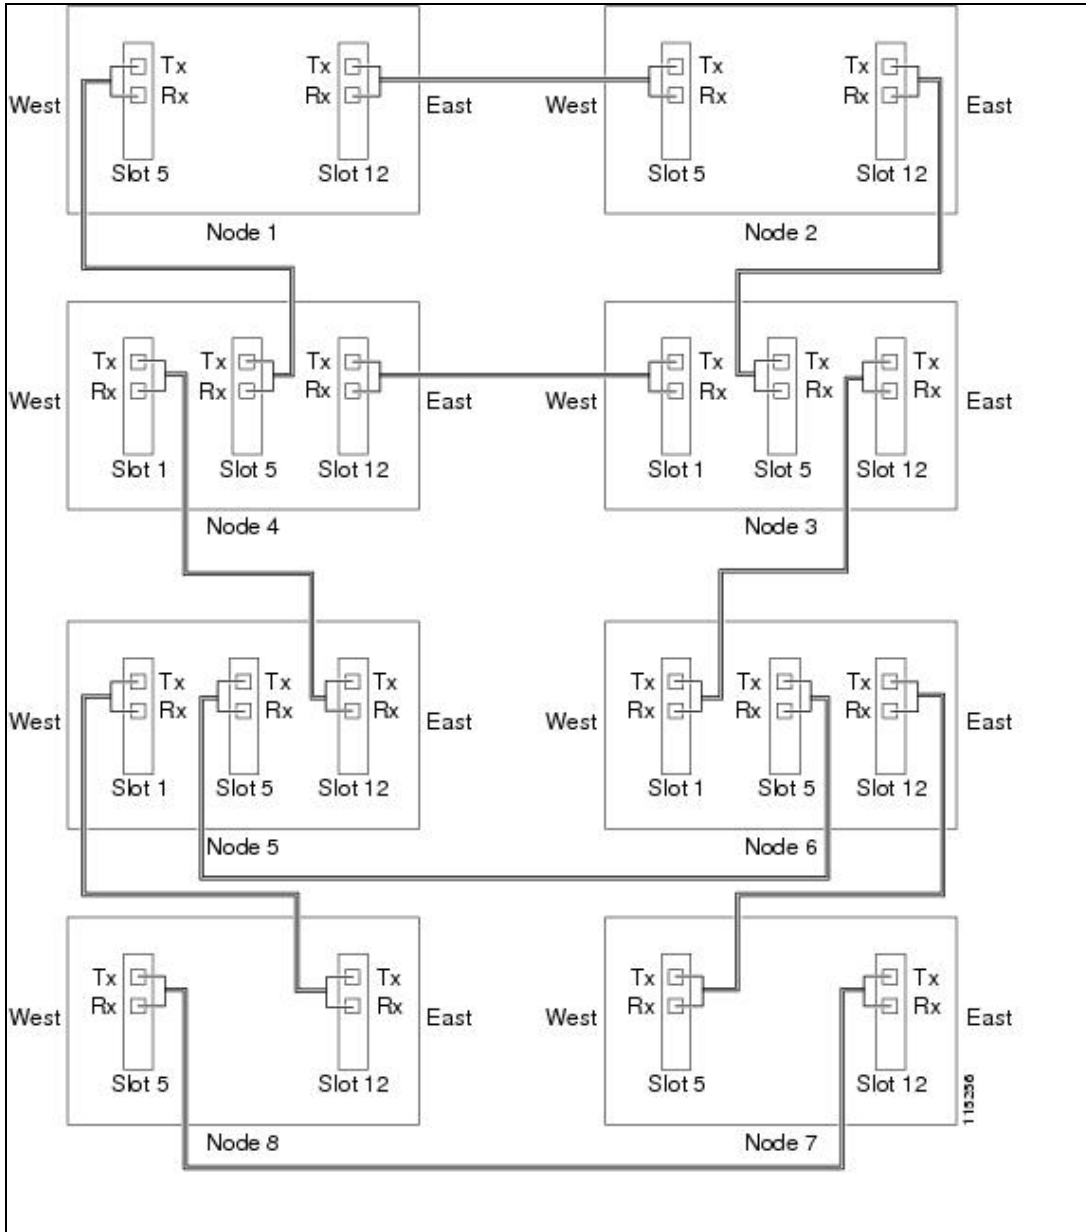 Tx Tx Tx Tx
West Rx Rx East West Rx Rx East
Slot 5 Slot 12 Slot 5 Slot 12
Node 1 Node 2
Tx Tx Tx Tx Tx Tx
West Rx Rx Rx East West Rx Rx Rx East
Slot 1 Slot 5 Slot 12 Slot 1 Slot 5 Slot 12
Node 4 Node 3
Tx Tx Tx Tx Tx Tx
West Rx Rx Rx East West Rx Rx Rx East
Slot 1 Slot 5 Slot 12 Slot 1 Slot 5 Slot 12
Node 5 Node 6
Tx Tx Tx Tx
West Rx Rx East West Rx Rx East
Slot 5 Slot 12 Slot 5 Slot 12
115256
Node 8 Node 7